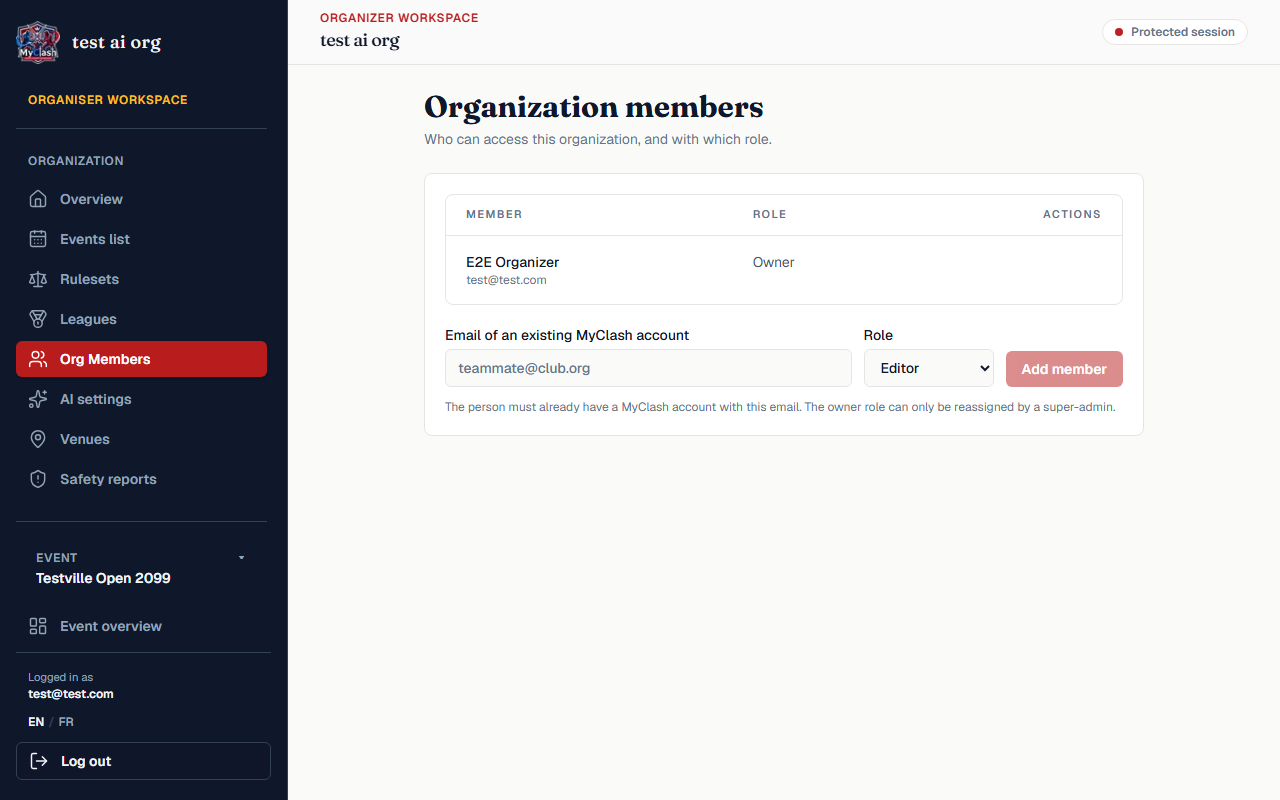 MyClash
test ai org
ORGANISER WORKSPACE
ORGANIZATION
Overview
Events list
Rulesets
Leagues
Org Members
AI settings
Venues
Safety reports
EVENT
Testville Open 2099
Event overview
Logged in as
test@test.com
EN / FR
Log out
ORGANIZER WORKSPACE
test ai org
Protected session
Organization members
Who can access this organization, and with which role.
MEMBER ROLE ACTIONS
E2E Organizer Owner
test@test.com
Email of an existing MyClash account Role
teammate@club.org Editor Add member
The person must already have a MyClash account with this email. The owner role can only be reassigned by a super-admin.